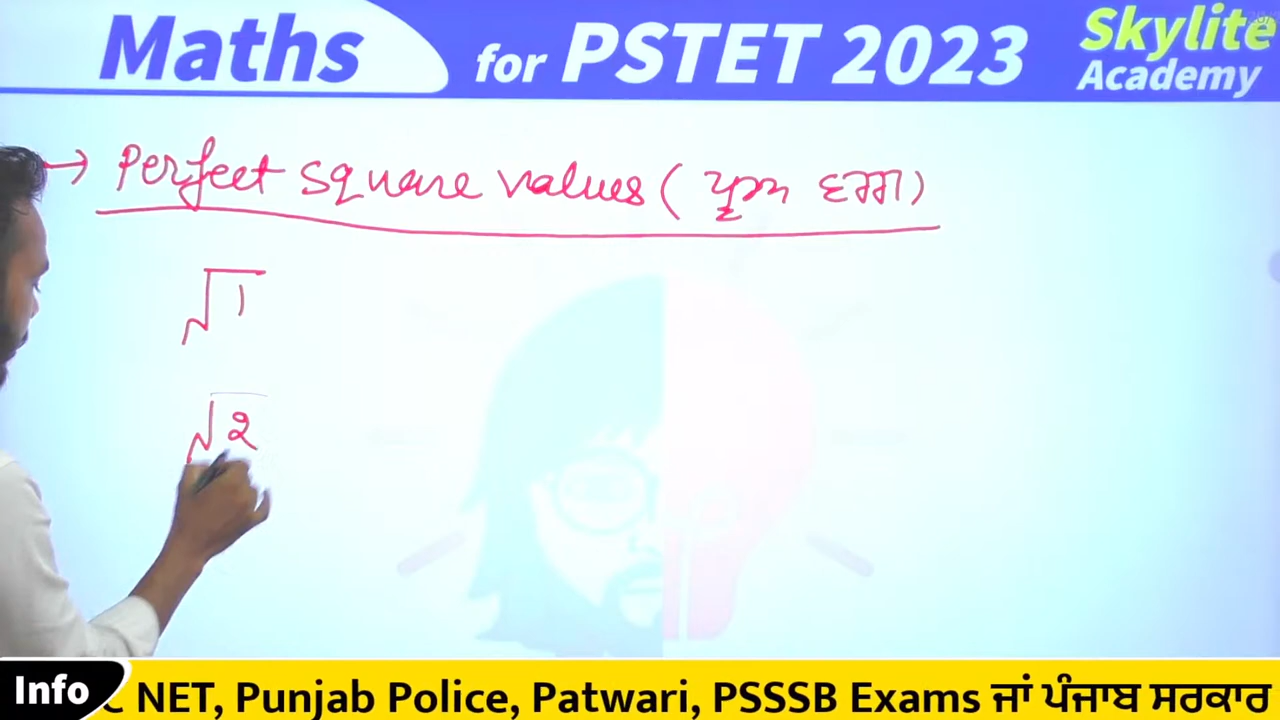 Maths for PSTET 2023
Skylite
Academy
→ Perfect square values ( ਪੂਰਨ ਵਰਗ)
√1
√2
Info
C NET, Punjab Police, Patwari, PSSSB Exams ਜਾਂ ਪੰਜਾਬ ਸਰਕਾਰ